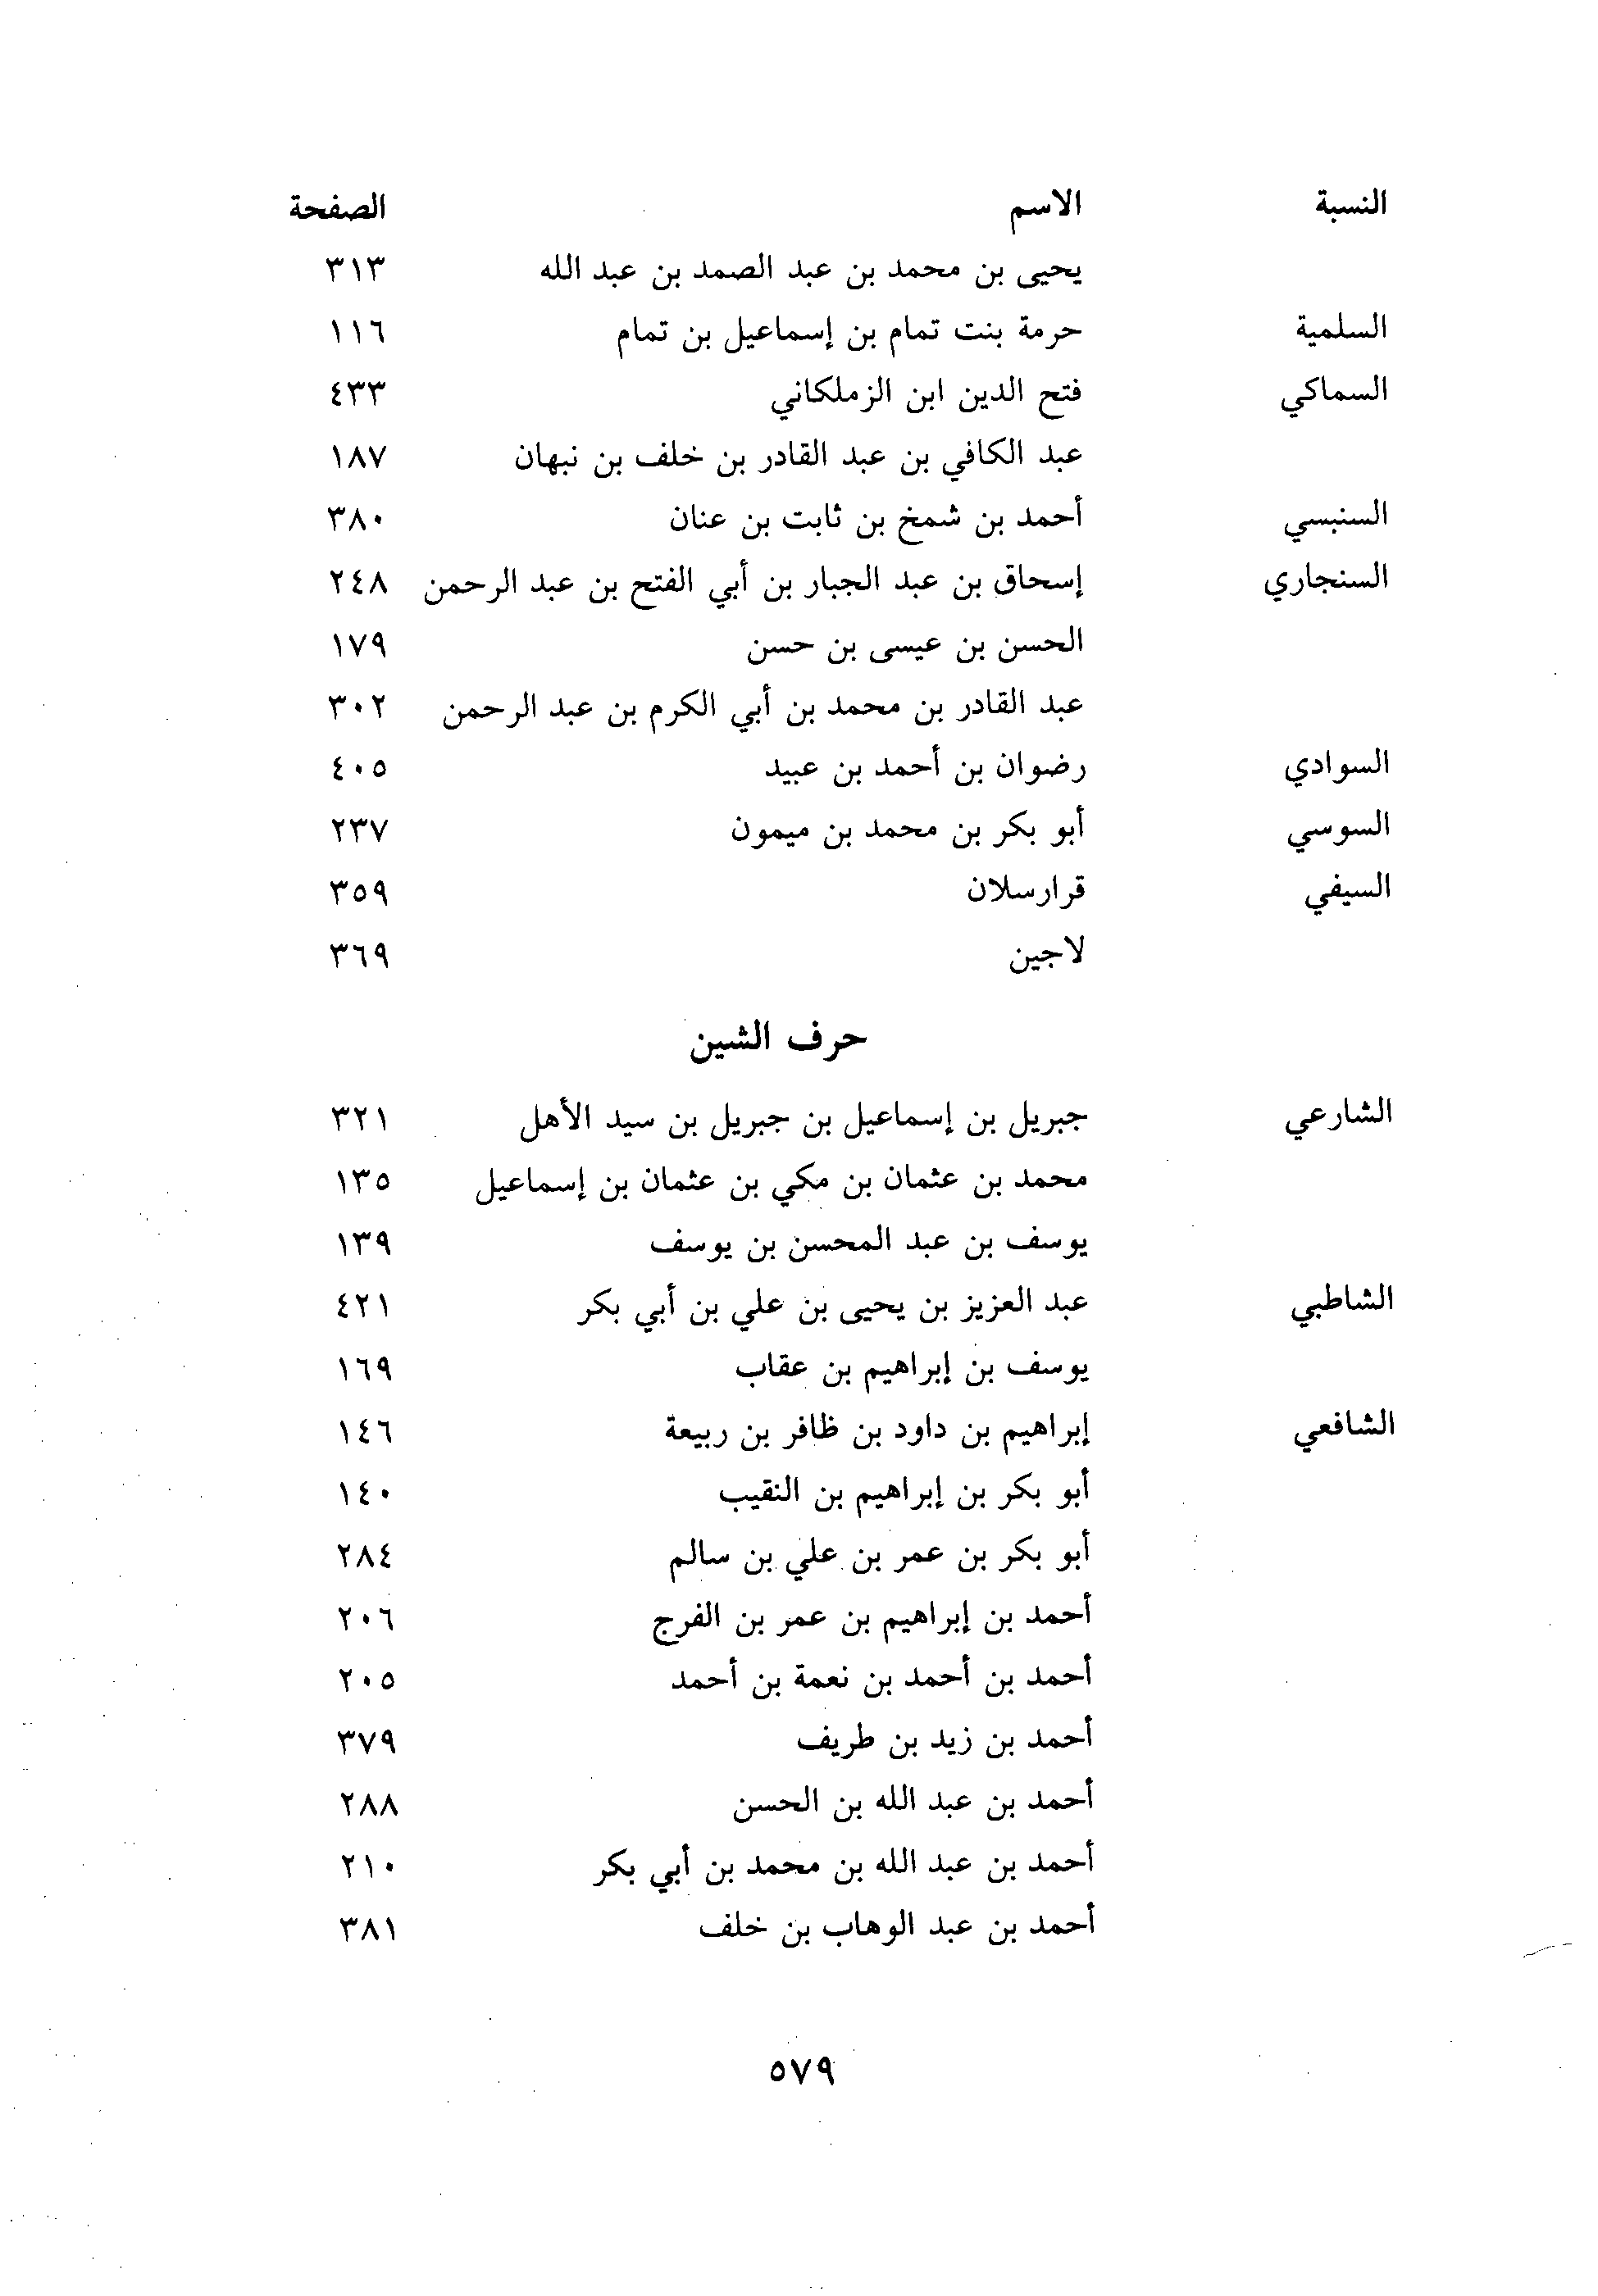 النسبة الاسم الصفحة
يحيى بن محمد بن عبد الصمد بن عبد الله ٣١٣
السلمية حرمة بنت تمام بن إسماعيل بن تمام ١١٦
السماكي فتح الدين ابن الزملكاني ٤٣٣
عبد الكافي بن عبد القادر بن خلف بن نبهان ١٨٧
السنبسي أحمد بن شمخ بن ثابت بن عنان ٣٨٠
السنجاري إسحاق بن عبد الجبار بن أبي الفتح بن عبد الرحمن ٢٤٨
الحسن بن عيسى بن حسن ١٧٩
عبد القادر بن محمد بن أبي الكرم بن عبد الرحمن ٣٠٢
السوادي رضوان بن أحمد بن عبيد ٤٠٥
السوسي أبو بكر بن محمد بن ميمون ٢٣٧
السيفي قرارسلان ٣٥٩
لاجين ٣٦٩
حرف الشين
الشارعي جبريل بن إسماعيل بن جبريل بن سيد الأهل ٣٢١
محمد بن عثمان بن مكي بن عثمان بن إسماعيل ١٣٥
يوسف بن عبد المحسن بن يوسف ١٣٩
الشاطبي عبد العزيز بن يحيى بن علي بن أبي بكر ٤٢١
يوسف بن إبراهيم بن عقاب ١٦٩
الشافعي إبراهيم بن داود بن ظافر بن ربيعة ١٤٦
أبو بكر بن إبراهيم بن النقيب ١٤٠
أبو بكر بن عمر بن علي بن سالم ٢٨٤
أحمد بن إبراهيم بن عمر بن الفرج ٢٠٦
أحمد بن أحمد بن نعمة بن أحمد ٢٠٥
أحمد بن زيد بن طريف ٣٧٩
أحمد بن عبد الله بن الحسن ٢٨٨
أحمد بن عبد الله بن محمد بن أبي بكر ٢١٠
أحمد بن عبد الوهاب بن خلف ٣٨١
٥٧٩